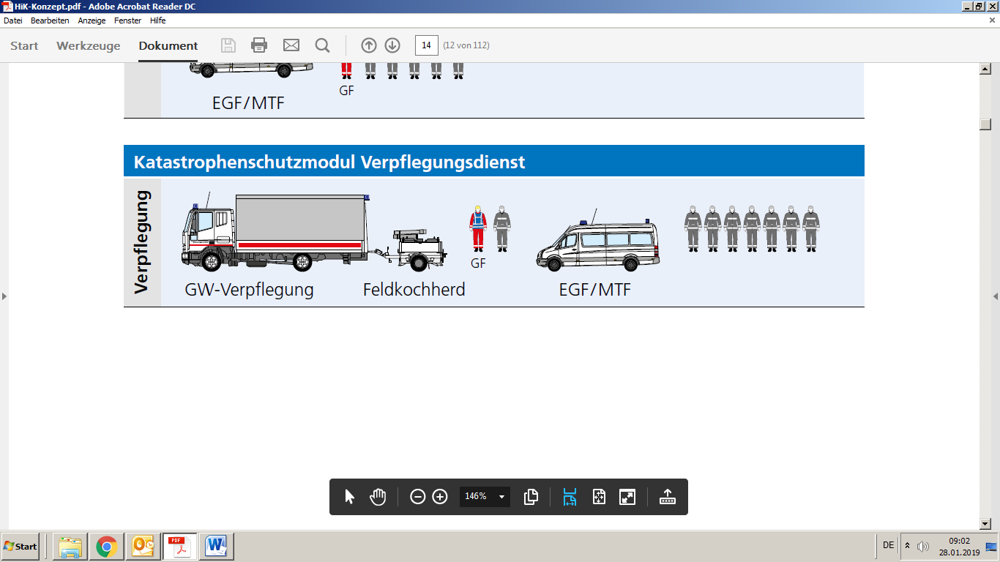 HiK-Konzept.pdf - Adobe Acrobat Reader DC
Datei Bearbeiten Anzeige Fenster Hilfe
Start Werkzeuge Dokument 14 (12 von 112)
GF
EGF/MTF
Katastrophenschutzmodul Verpflegungsdienst
Verpflegung
GF
GW-Verpflegung Feldkochherd EGF/MTF
146%
Start PDF DE 09:02
28.01.2019